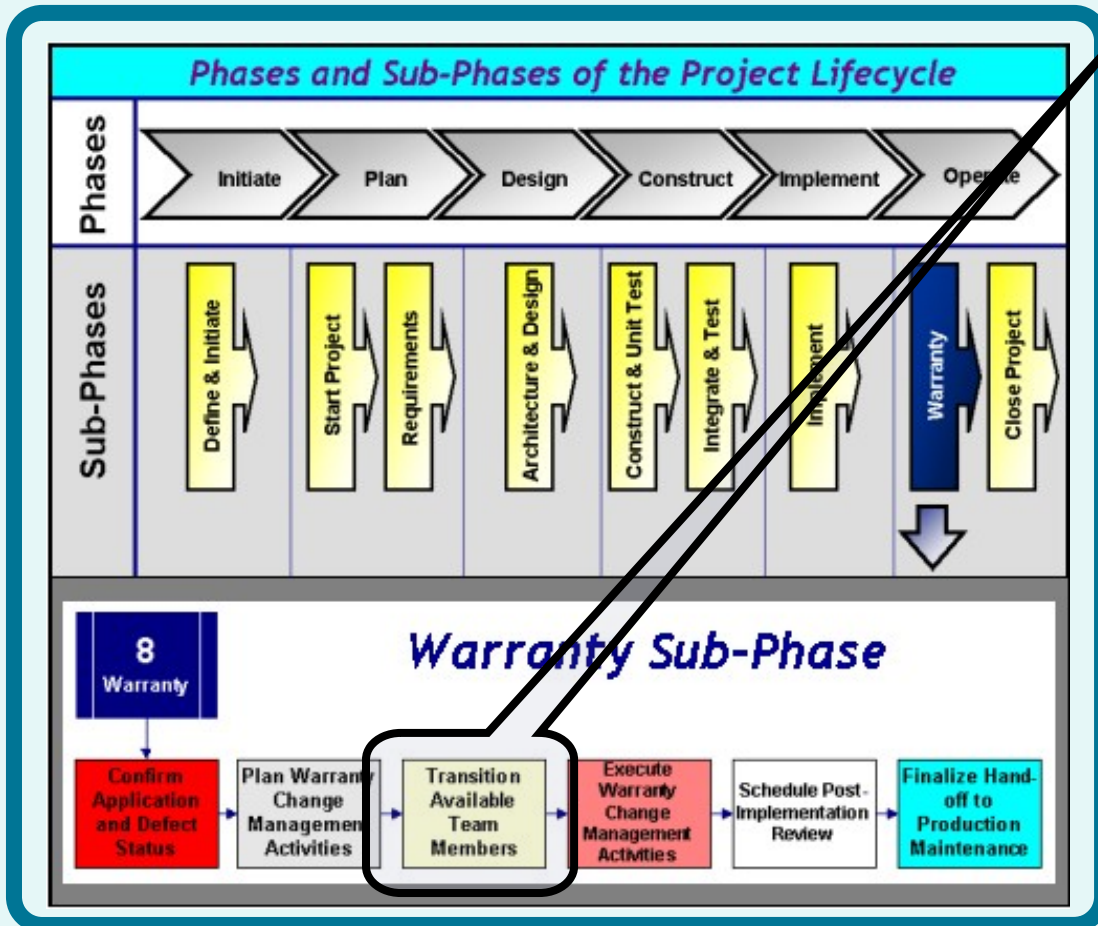 Phases and Sub-Phases of the Project Lifecycle
Phases
Initiate
Plan
Design
Construct
Implement
Operate
Sub-Phases
Define & Initiate
Start Project
Requirements
Architecture & Design
Construct & Unit Test
Integrate & Test
Implement
Warranty
Close Project
8
Warranty
Warranty Sub-Phase
Confirm
Application
and Defect
Status
Plan Warranty
Change
Management
Activities
Transition
Available
Team
Members
Execute
Warranty
Change
Management
Activities
Schedule Post-
Implementation
Review
Finalize Hand-
off to
Production
Maintenance